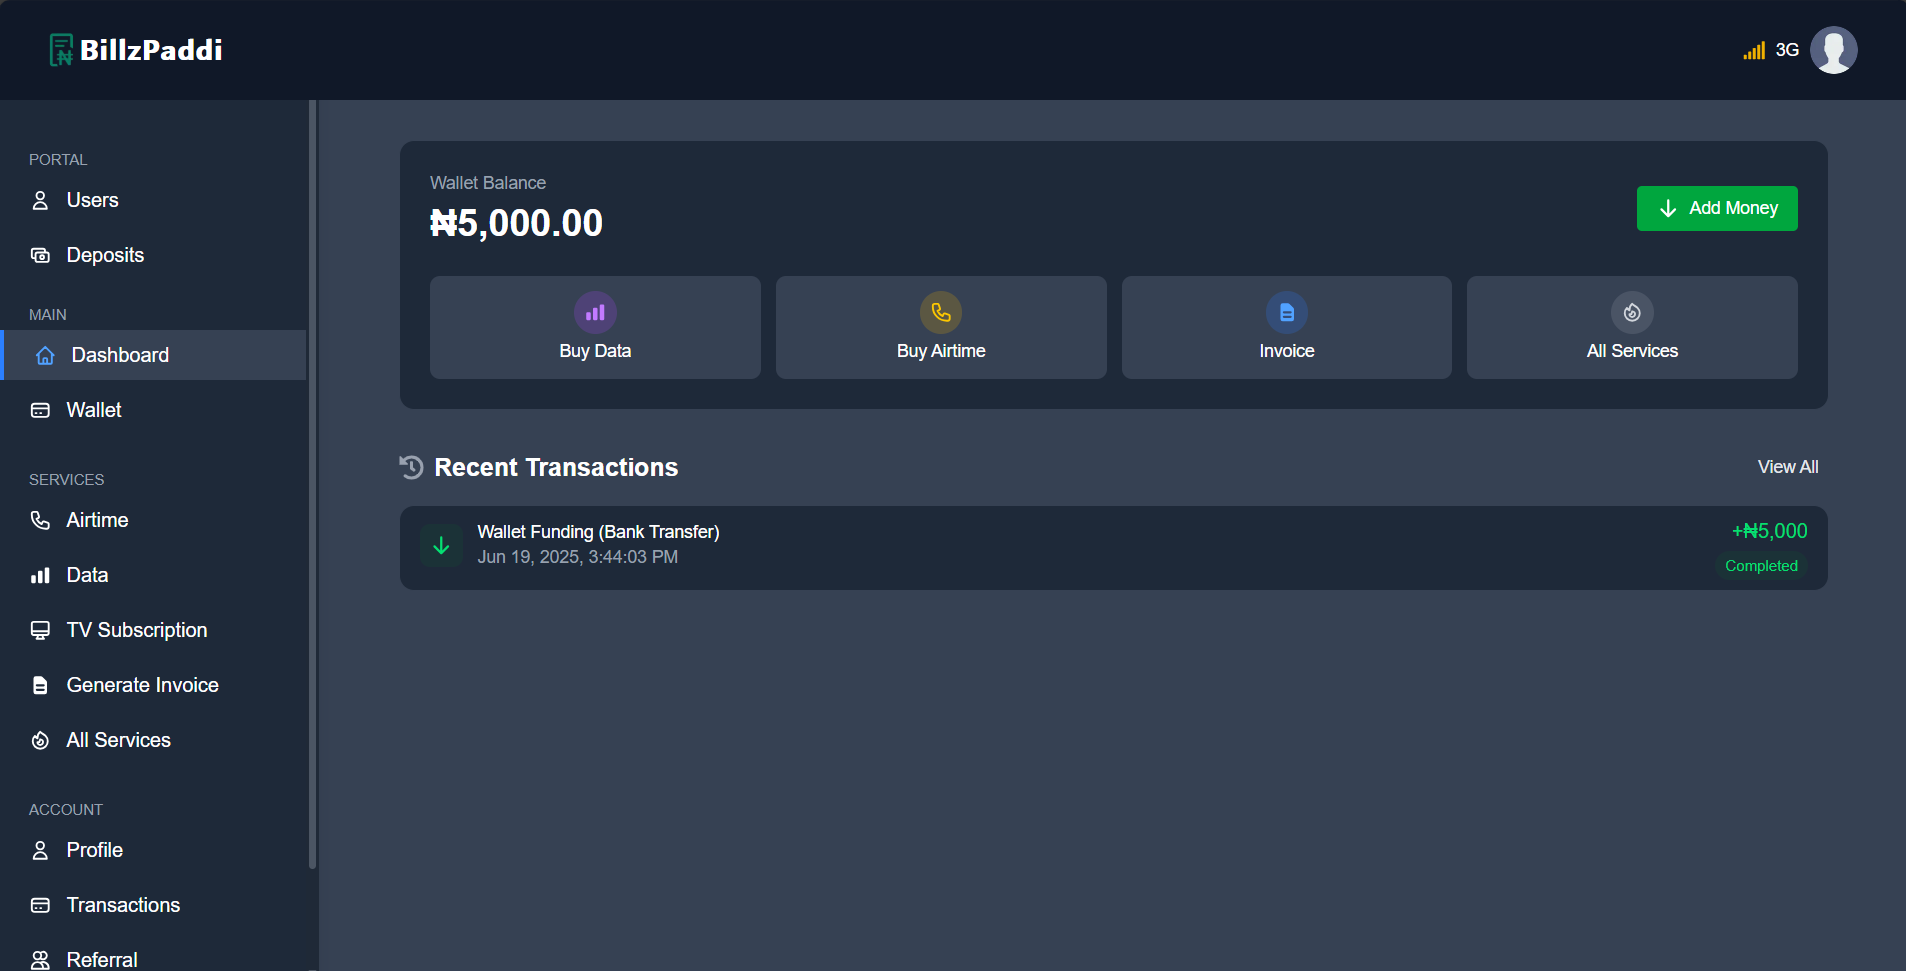 BillzPaddi
3G
PORTAL
Users
Deposits
MAIN
Dashboard
Wallet
SERVICES
Airtime
Data
TV Subscription
Generate Invoice
All Services
ACCOUNT
Profile
Transactions
Referral
Wallet Balance
₦5,000.00
Add Money
Buy Data
Buy Airtime
Invoice
All Services
Recent Transactions
View All
Wallet Funding (Bank Transfer)
Jun 19, 2025, 3:44:03 PM
+₦5,000
Completed